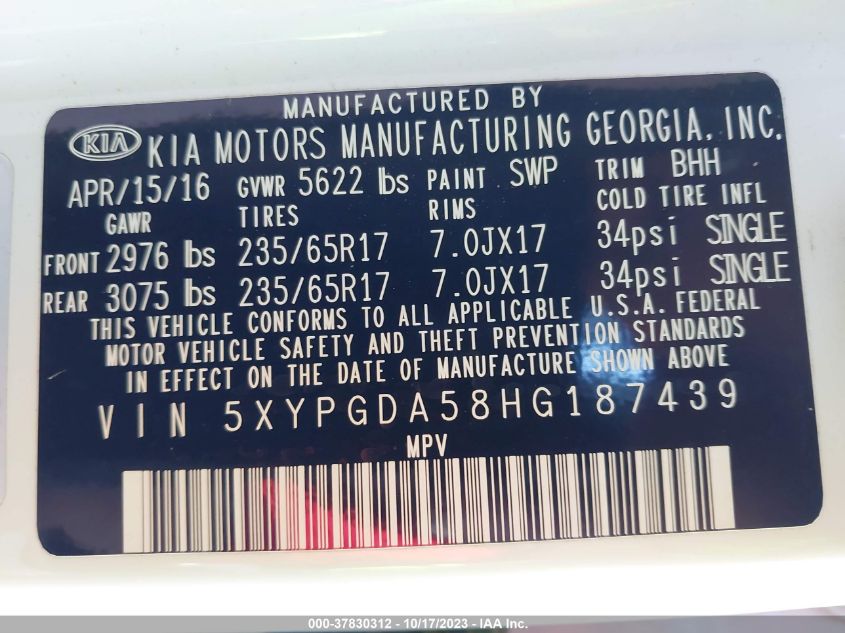 MANUFACTURED BY
KIA KIA MOTORS MANUFACTURING GEORGIA, INC.
APR/15/16 GVWR 5622 lbs PAINT SWP TRIM BHH
GAWR TIRES RIMS COLD TIRE INFL
FRONT 2976 lbs 235/65R17 7.0JX17 34psi SINGLE
REAR 3075 lbs 235/65R17 7.0JX17 34psi SINGLE
THIS VEHICLE CONFORMS TO ALL APPLICABLE U.S.A. FEDERAL
MOTOR VEHICLE SAFETY AND THEFT PREVENTION STANDARDS
IN EFFECT ON THE DATE OF MANUFACTURE SHOWN ABOVE
VIN 5XYPGDA58HG187439
MPV
000-37830312 - 10/17/2023 - IAA Inc.